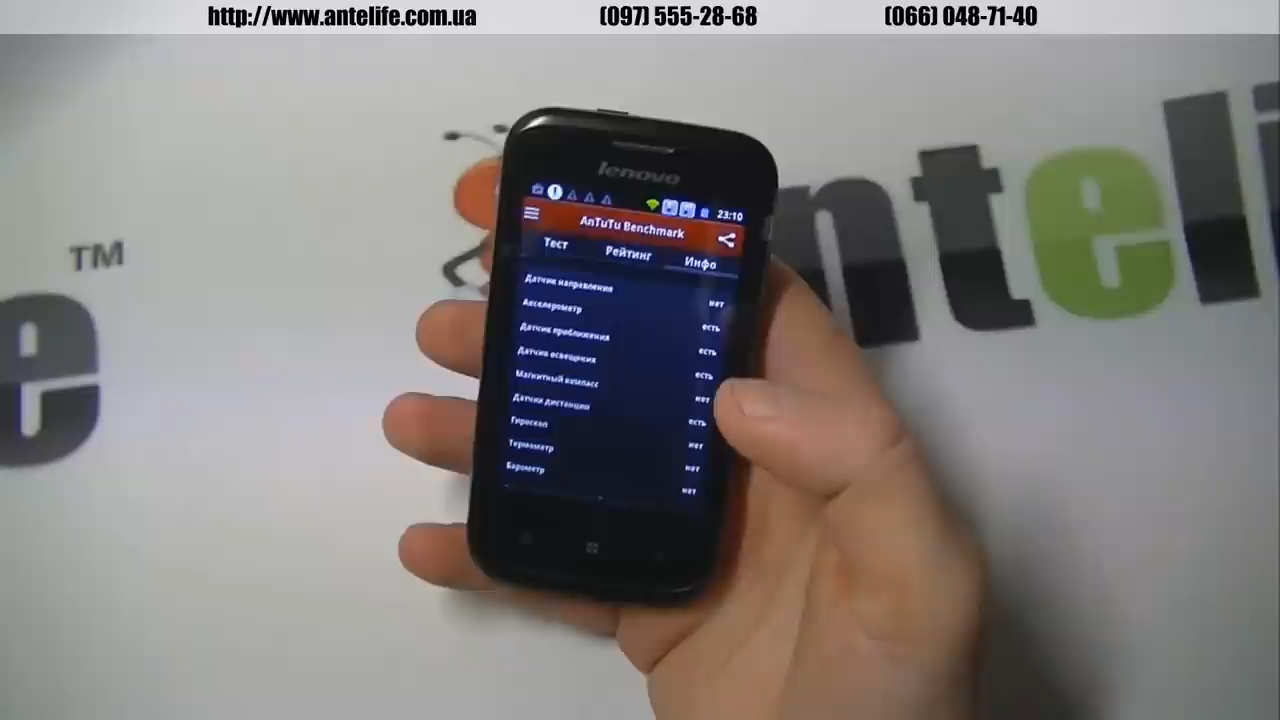 http://www.antelife.com.ua (097) 555-28-68 (066) 048-71-40
TM
e
anteli
lenovo
23:10
AnTuTu Benchmark
Тест Рейтинг Инфо
Датчик направления нет
Акселерометр есть
Датчик приближения есть
Датчик освещения есть
Магнитный компас нет
Датчик дистанции есть
Гироскоп нет
Термометр нет
Барометр нет